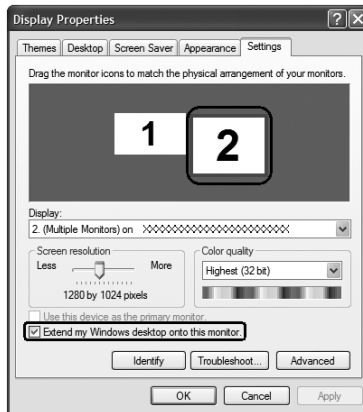 Display Properties
Themes Desktop Screen Saver Appearance Settings
Drag the monitor icons to match the physical arrangement of your monitors.
1 2
Display:
2. (Multiple Monitors) on XXXXXXXXXXXXXXXXXXXXXXX
Screen resolution Color quality
Less More Highest (32 bit)
1280 by 1024 pixels
Use this device as the primary monitor.
Extend my Windows desktop onto this monitor.
Identify Troubleshoot... Advanced
OK Cancel Apply